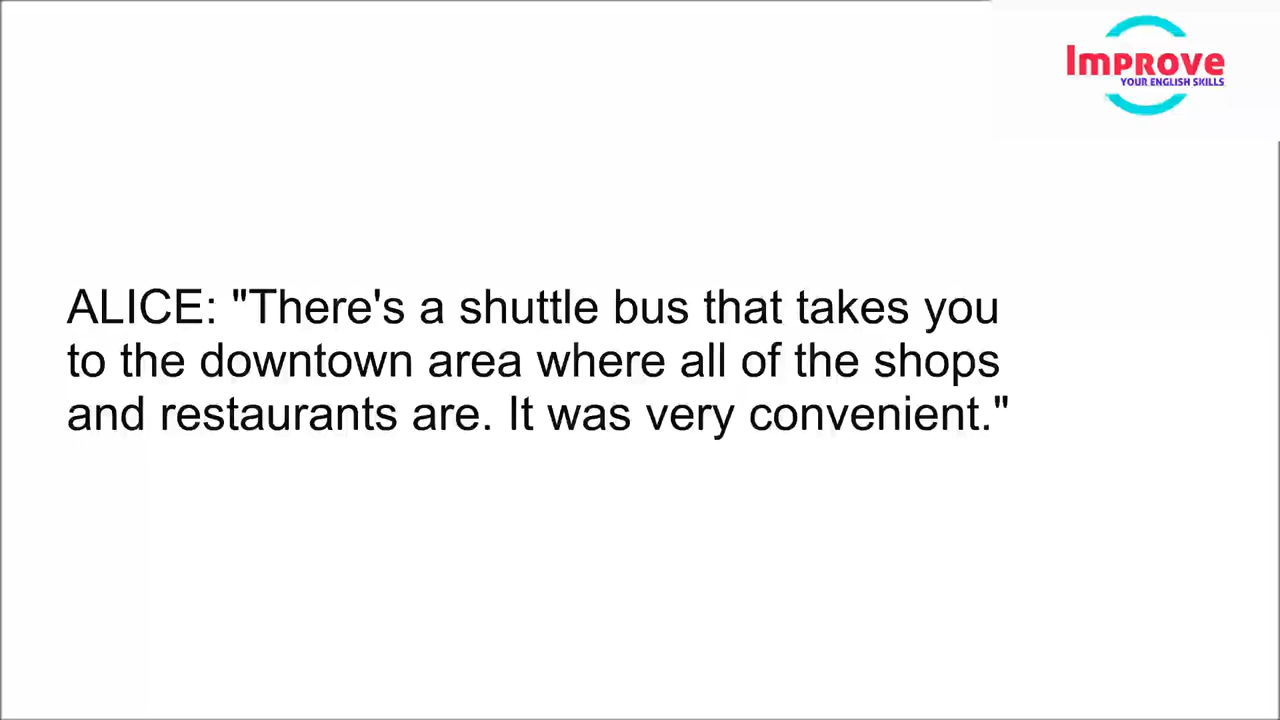 Improve
YOUR ENGLISH SKILLS
ALICE: "There's a shuttle bus that takes you
to the downtown area where all of the shops
and restaurants are. It was very convenient."